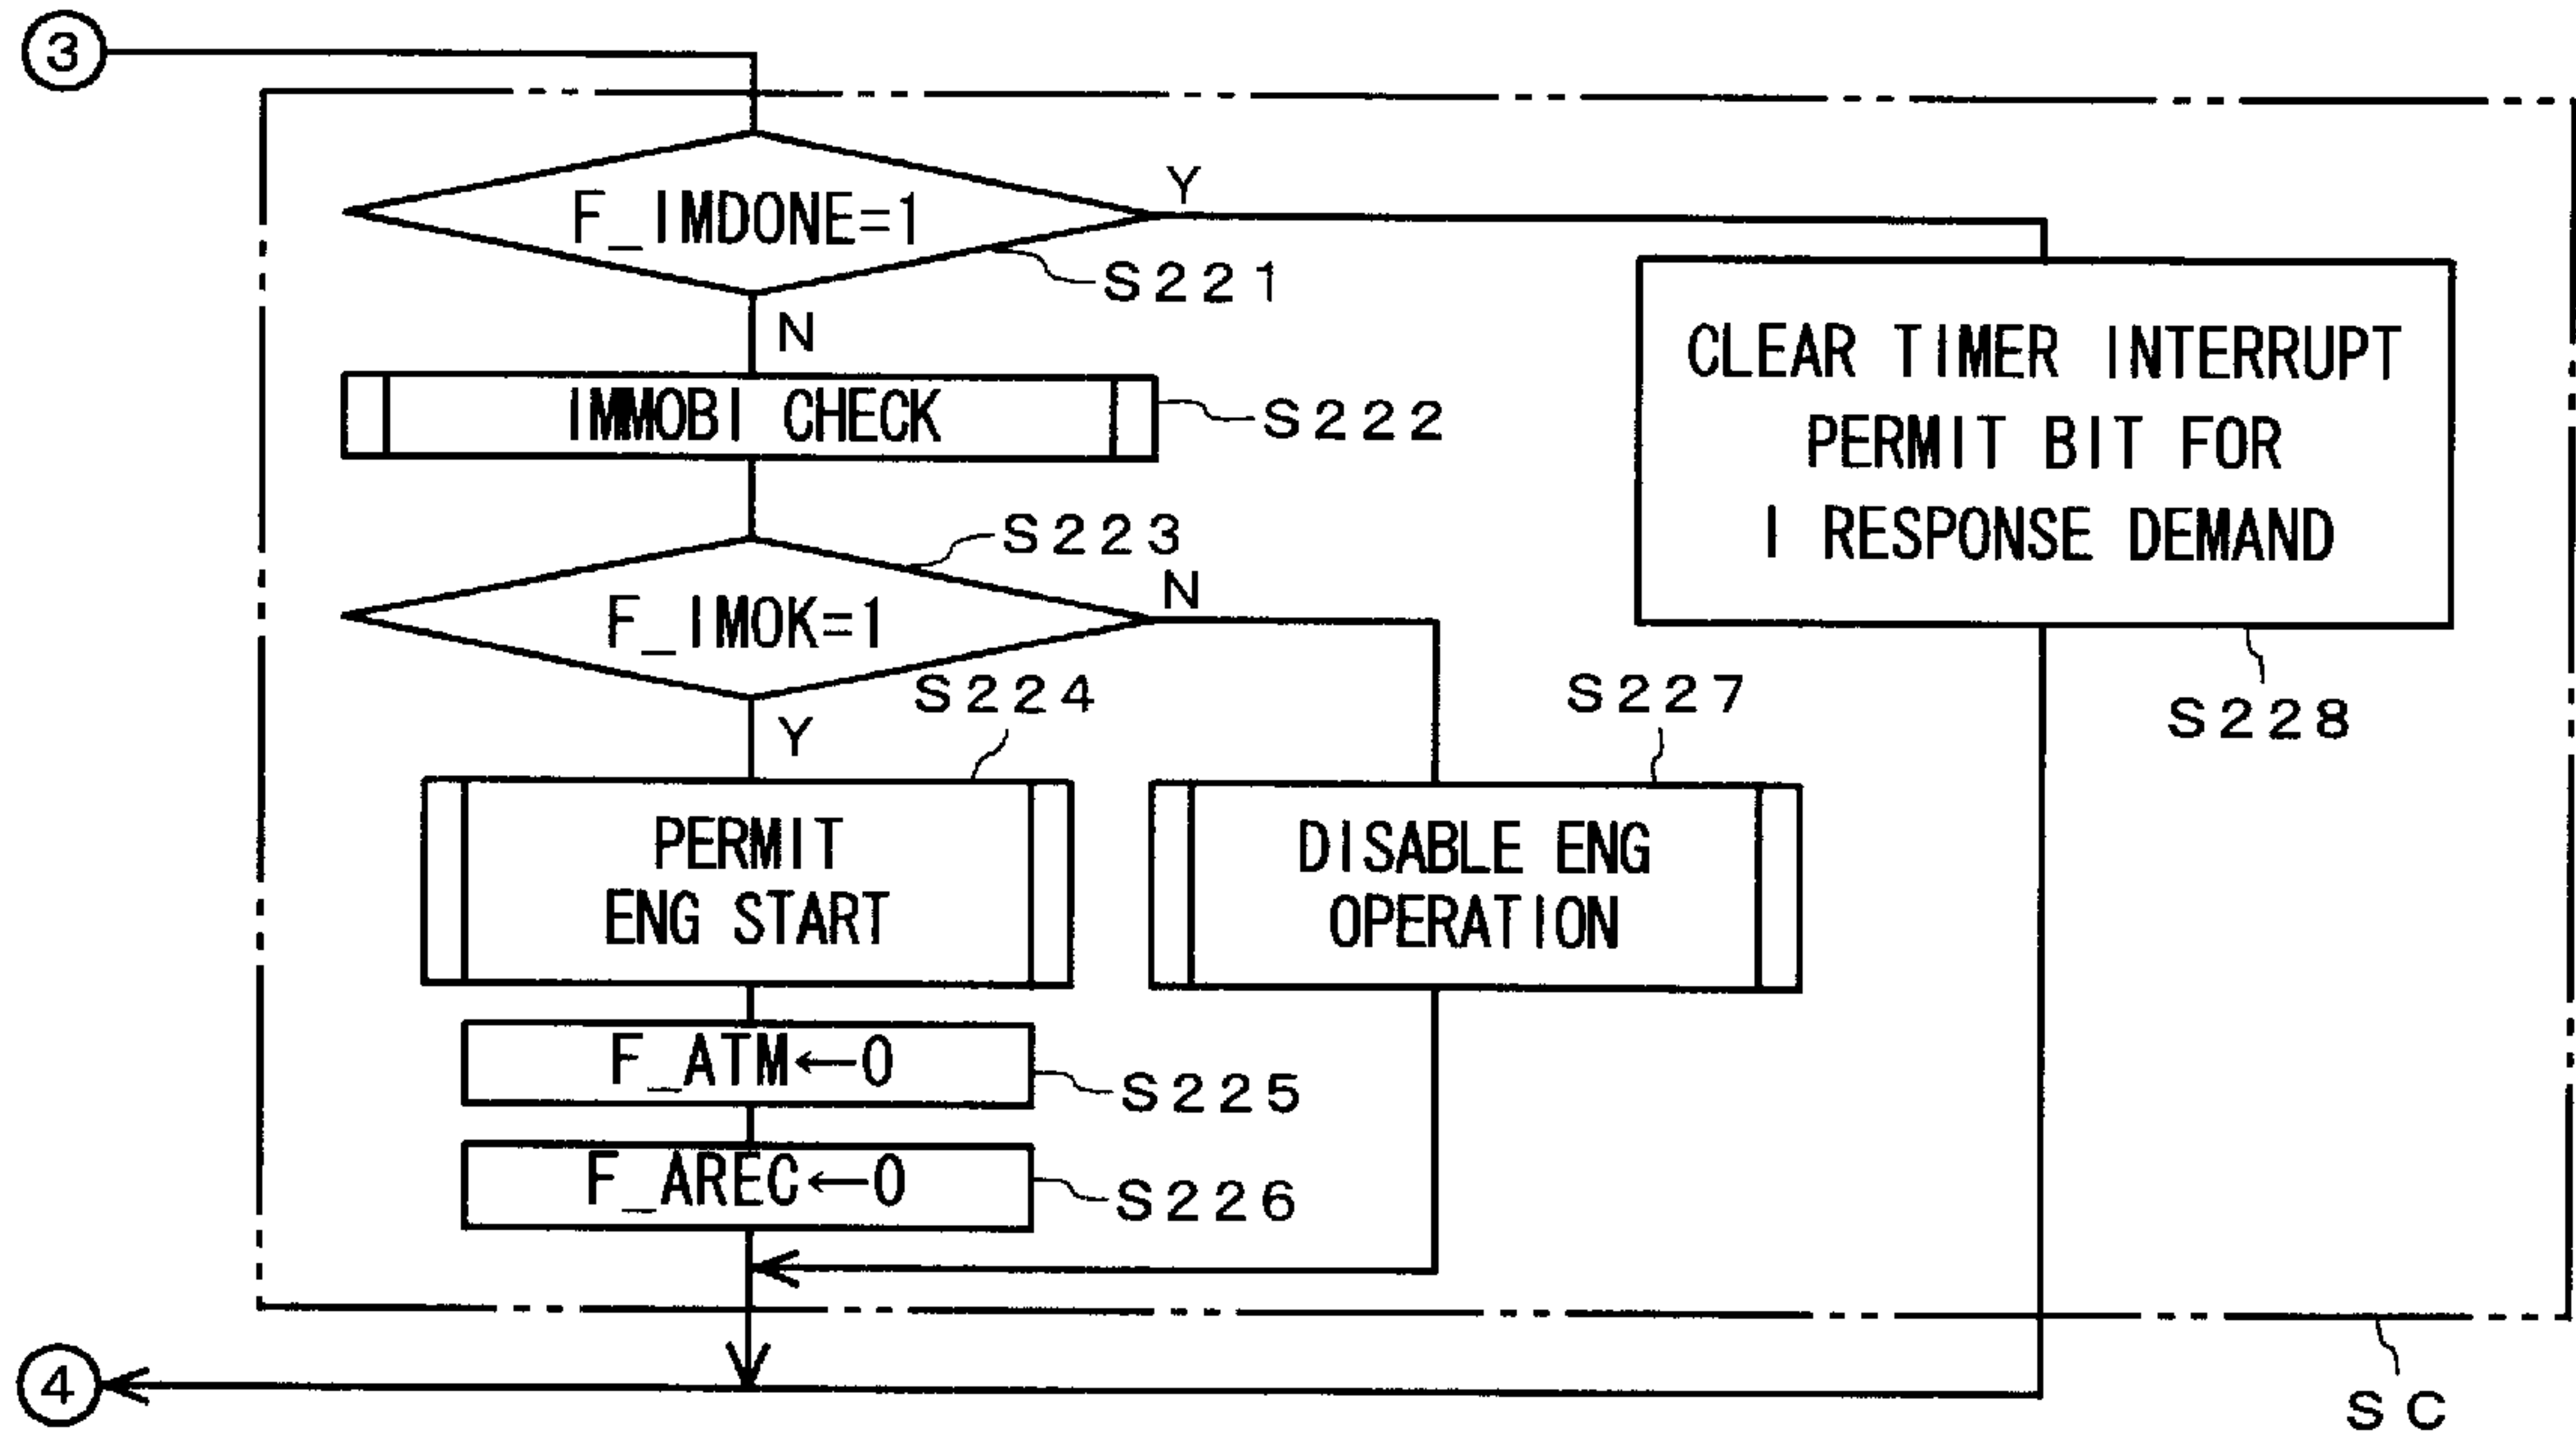 3
F_IMDONE=1
Y
S221
N
IMMOBI CHECK
S222
CLEAR TIMER INTERRUPT
PERMIT BIT FOR
I RESPONSE DEMAND
S228
S223
F_IMOK=1
N
Y
S224
PERMIT
ENG START
S227
DISABLE ENG
OPERATION
F_ATM←0
S225
F_AREC←0
S226
4
SC